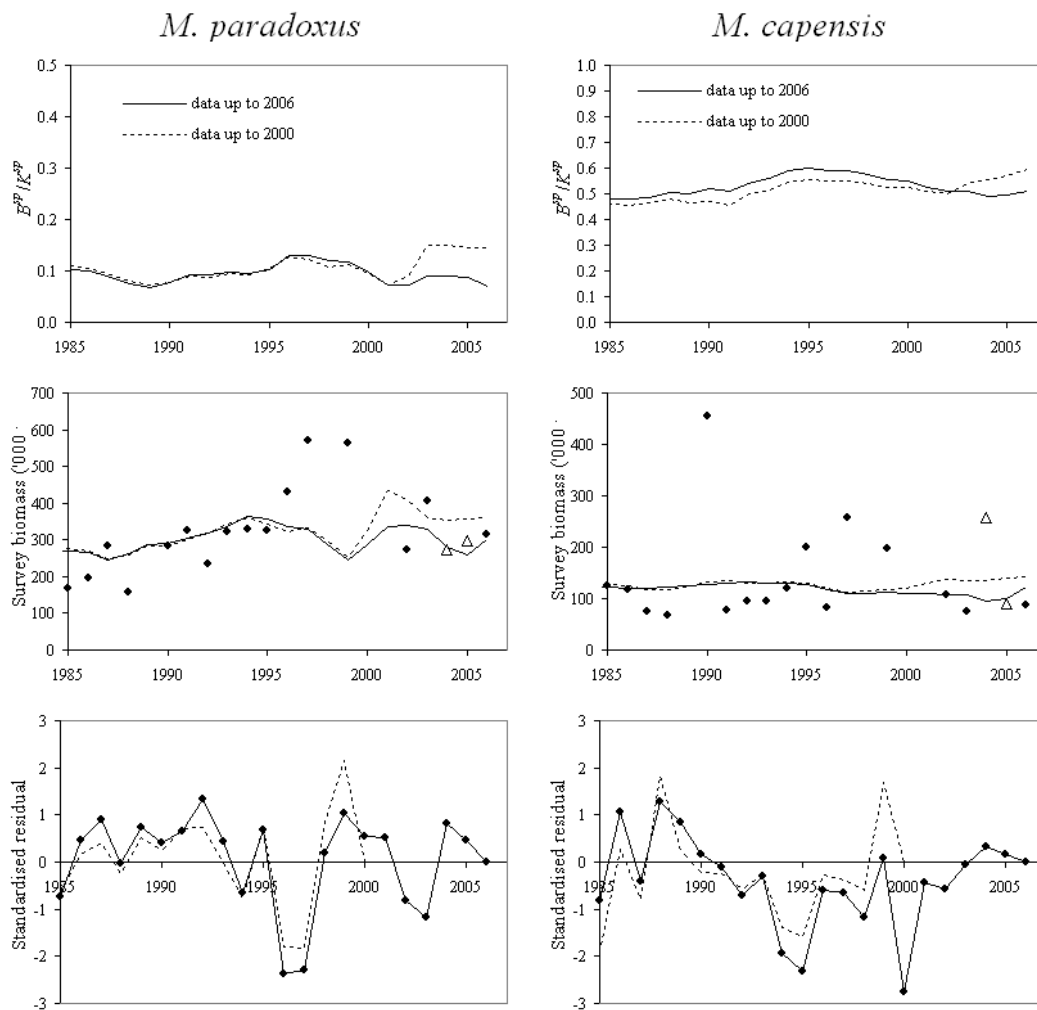 M. paradoxus
M. capensis
0.5
0.4
0.3
0.2
0.1
0.0
B^sp/K^sp
data up to 2006
data up to 2000
1985 1990 1995 2000 2005
1.0
0.9
0.8
0.7
0.6
0.5
0.4
0.3
0.2
0.1
0.0
B^sp/K^sp
data up to 2006
data up to 2000
1985 1990 1995 2000 2005
700
600
500
400
300
200
100
0
Survey biomass ('000
1985 1990 1995 2000 2005
500
400
300
200
100
0
Survey biomass ('000
1985 1990 1995 2000 2005
3
2
1
0
-1
-2
-3
Standardised residual
1985 1990 1995 2000 2005
3
2
1
0
-1
-2
-3
Standardised residual
1985 1990 1995 2000 2005